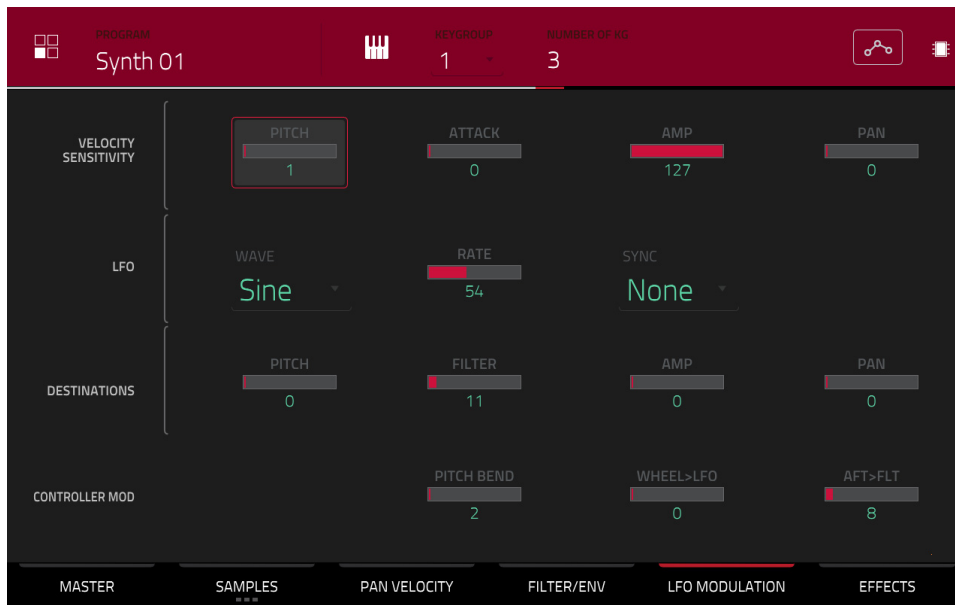 PROGRAM KEYGROUP NUMBER OF KG
Synth 01 1 3
VELOCITY SENSITIVITY
PITCH ATTACK AMP PAN
1 0 127 0
LFO
WAVE RATE SYNC
Sine 54 None
DESTINATIONS
PITCH FILTER AMP PAN
0 11 0 0
CONTROLLER MOD
PITCH BEND WHEEL>LFO AFT>FLT
2 0 8
MASTER SAMPLES PAN VELOCITY FILTER/ENV LFO MODULATION EFFECTS